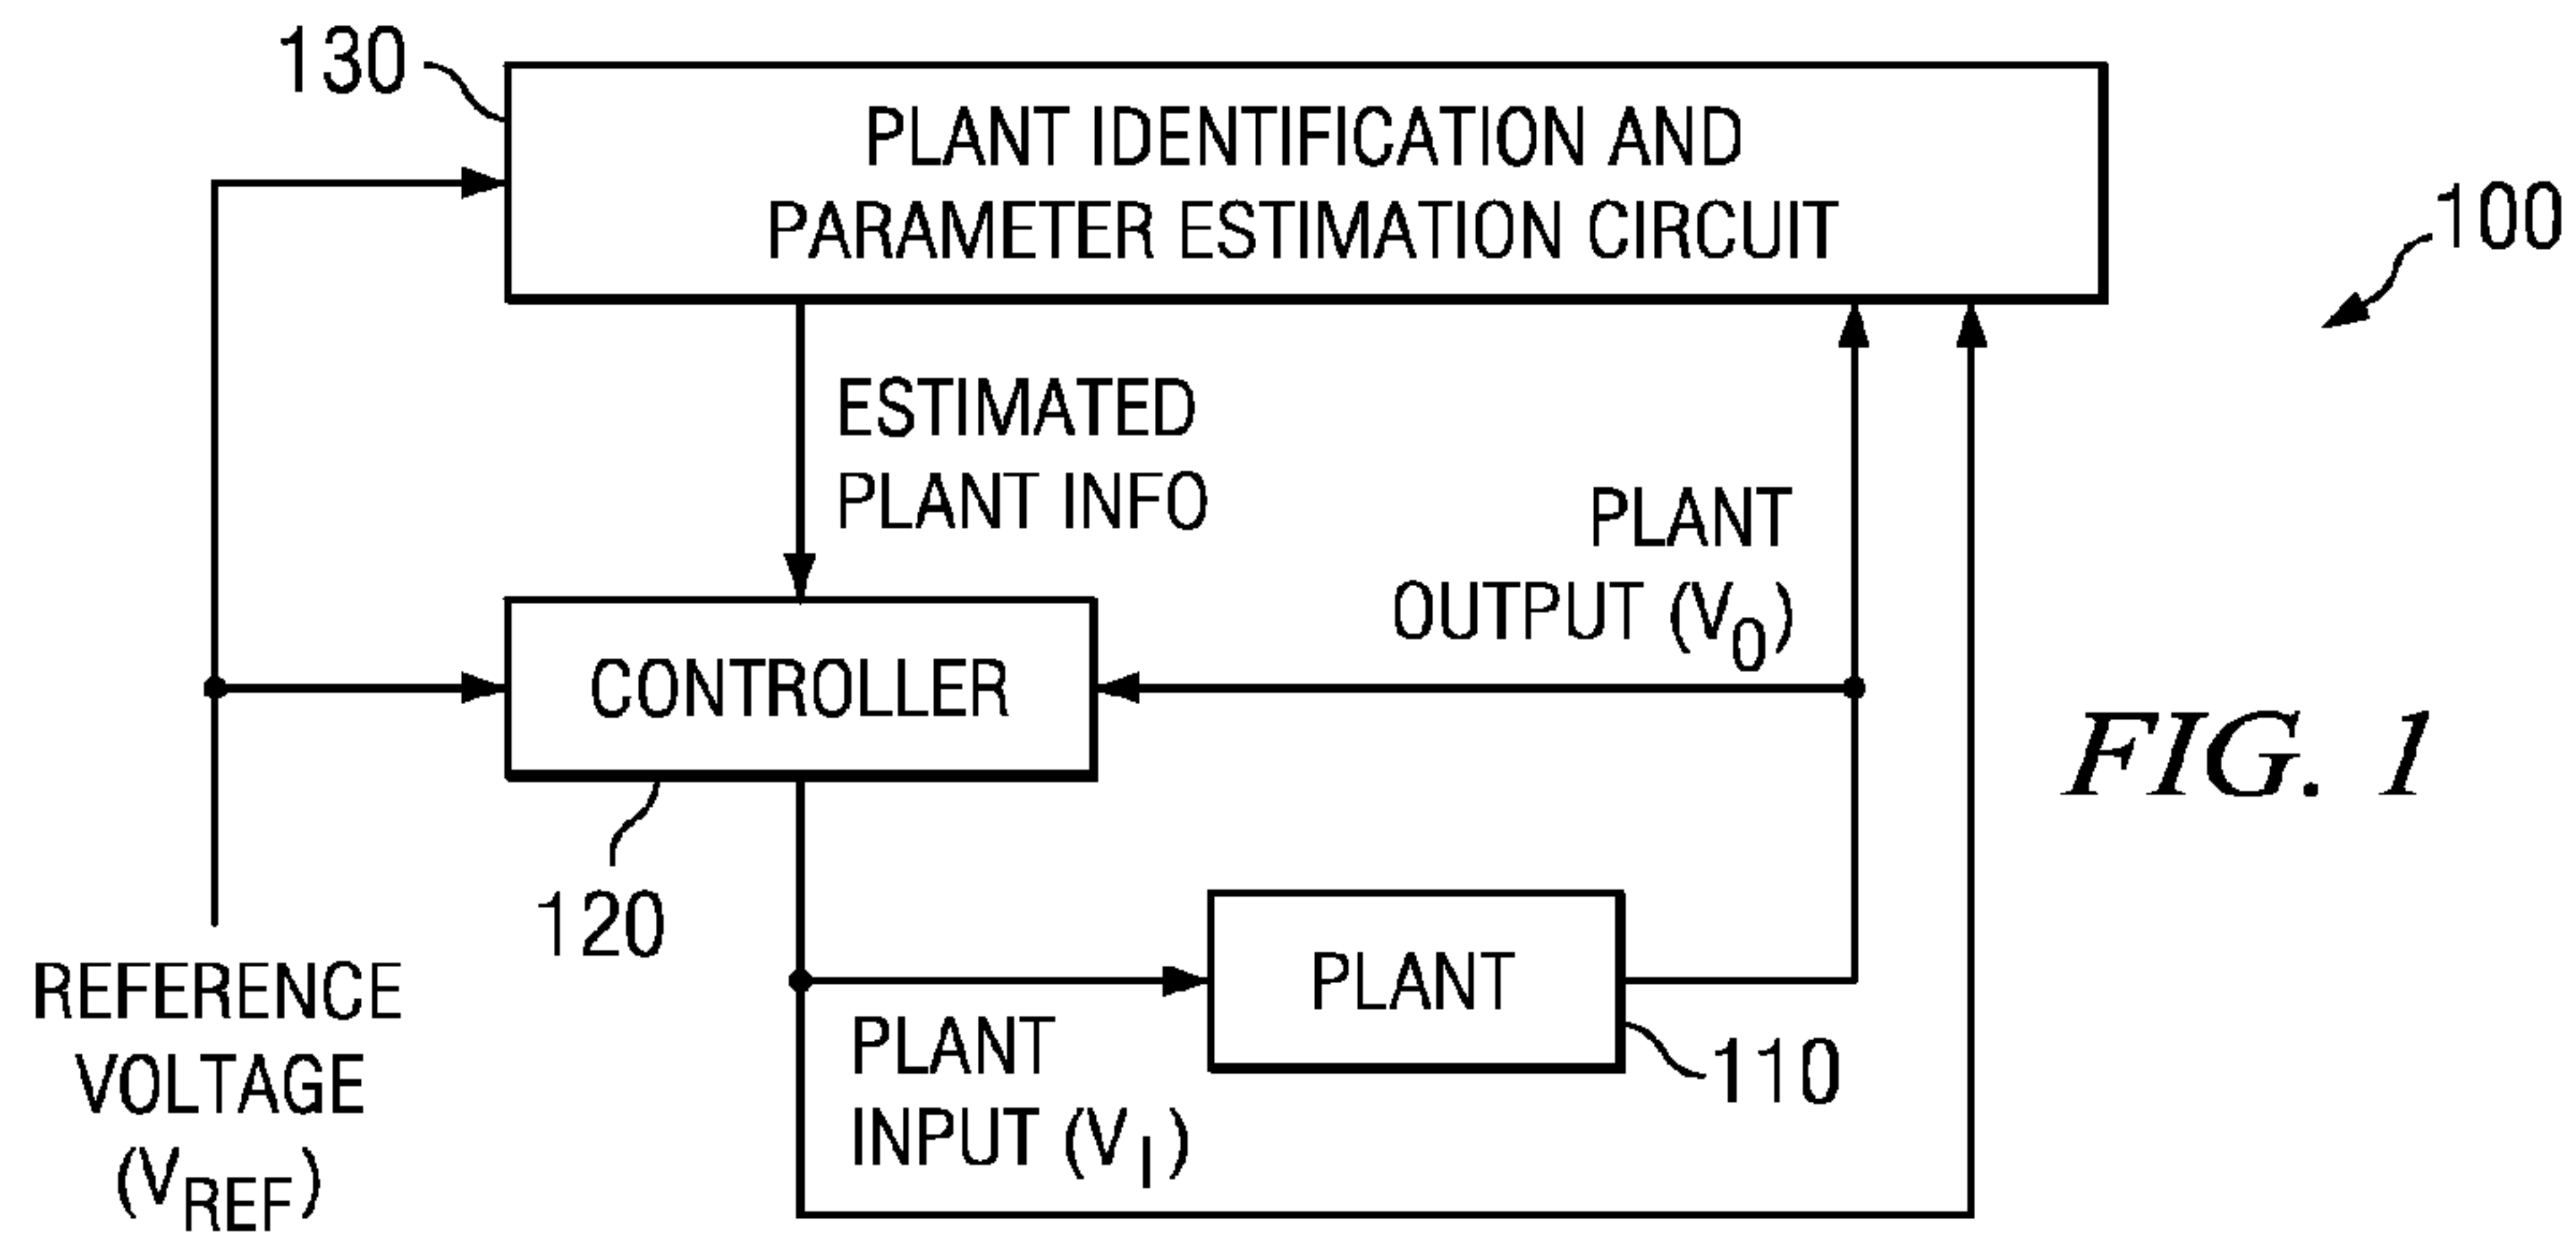 130
PLANT IDENTIFICATION AND
PARAMETER ESTIMATION CIRCUIT
100
ESTIMATED
PLANT INFO
PLANT
OUTPUT (V0)
CONTROLLER
FIG. 1
120
REFERENCE
VOLTAGE
(VREF)
PLANT
110
PLANT
INPUT (VI)